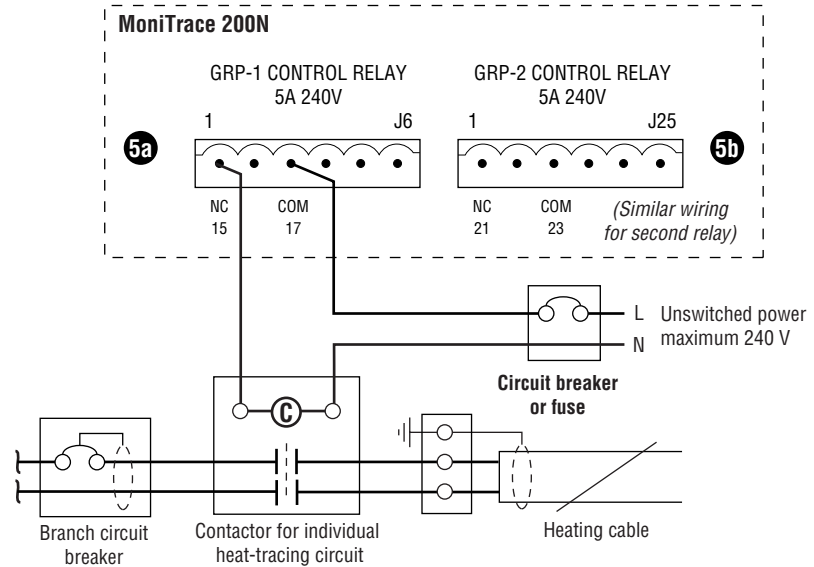 MoniTrace 200N
GRP-1 CONTROL RELAY
5A 240V
1
J6
GRP-2 CONTROL RELAY
5A 240V
1
J25
5a
5b
NC
15
COM
17
NC
21
COM
23
(Similar wiring
for second relay)
L
N
Unswitched power
maximum 240 V
Circuit breaker
or fuse
C
Branch circuit
breaker
Contactor for individual
heat-tracing circuit
Heating cable